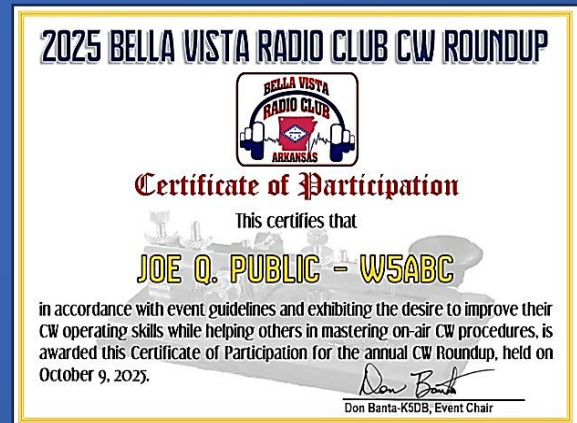 2025 BELLA VISTA RADIO CLUB CW ROUNDUP
BELLA VISTA
RADIO CLUB
ARKANSAS
Certificate of Participation
This certifies that
JOE Q. PUBLIC - W5ABC
in accordance with event guidelines and exhibiting the desire to improve their
CW operating skills while helping others in mastering on-air CW procedures, is
awarded this Certificate of Participation for the annual CW Roundup, held on
October 9, 2025.
Don Banta
Don Banta-K5DB, Event Chair